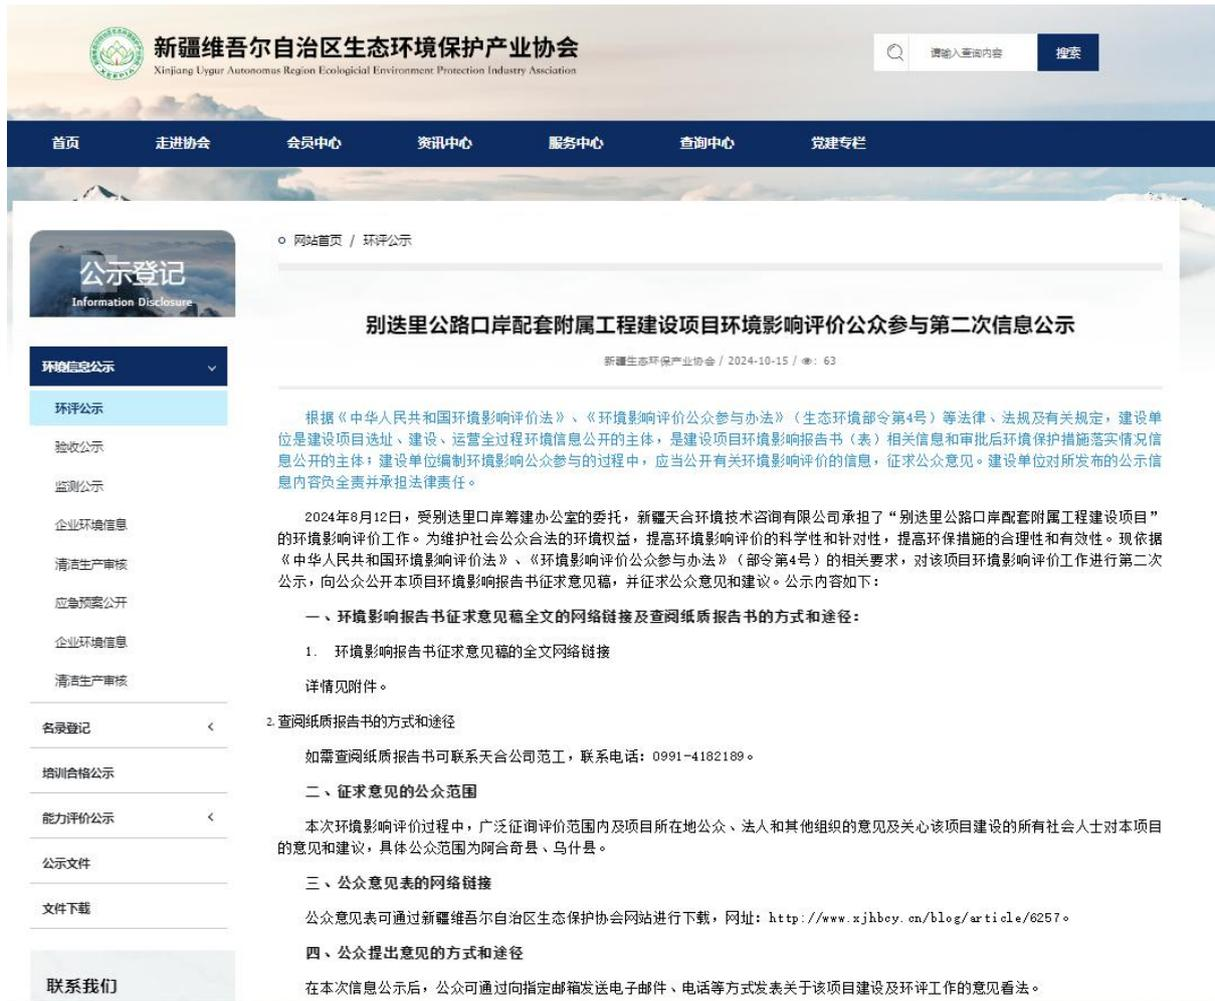 新疆维吾尔自治区生态环境保护产业协会
Xinjiang Uygur Autonomus Region Ecologicial Environment Protection Industry Assciation
请输入查询内容
搜索
首页
走进协会
会员中心
资讯中心
服务中心
查询中心
党建专栏
公示登记
Information Disclosure
环境信息公示
环评公示
验收公示
监测公示
企业环境信息
清洁生产审核
应急预案公开
企业环境信息
清洁生产审核
名录登记
培训合格公示
能力评价公示
公示文件
文件下载
联系我们
网站首页 / 环评公示
别迭里公路口岸配套附属工程建设项目环境影响评价公众参与第二次信息公示
新疆生态环保产业协会 / 2024-10-15 / : 63
根据《中华人民共和国环境影响评价法》、《环境影响评价公众参与办法》（生态环境部令第4号）等法律、法规及有关规定，建设单
位是建设项目选址、建设、运营全过程环境信息公开的主体，是建设项目环境影响报告书（表）相关信息和审批后环境保护措施落实情况信
息公开的主体；建设单位编制环境影响公众参与的过程中，应当公开有关环境影响评价的信息，征求公众意见。建设单位对所发布的公示信
息内容负全责并承担法律责任。
2024年8月12日，受别迭里口岸筹建办公室的委托，新疆天合环境技术咨询有限公司承担了“别迭里公路口岸配套附属工程建设项目”
的环境影响评价工作。为维护社会公众合法的环境权益，提高环境影响评价的科学性和针对性，提高环保措施的合理性和有效性。现依据
《中华人民共和国环境影响评价法》、《环境影响评价公众参与办法》（部令第4号）的相关要求，对该项目环境影响评价工作进行第二次
公示，向公众公开本项目环境影响报告书征求意见稿，并征求公众意见和建议。公示内容如下：
一、环境影响报告书征求意见稿全文的网络链接及查阅纸质报告书的方式和途径：
1. 环境影响报告书征求意见稿的全文网络链接
详情见附件。
2. 查阅纸质报告书的方式和途径
如需查阅纸质报告书可联系天合公司范工，联系电话：0991-4182189。
二、征求意见的公众范围
本次环境影响评价过程中，广泛征询评价范围内及项目所在地公众、法人和其他组织的意见及关心该项目建设的所有社会人士对本项目
的意见和建议，具体公众范围为阿合奇县、乌什县。
三、公众意见表的网络链接
公众意见表可通过新疆维吾尔自治区生态保护协会网站进行下载，网址：http://www.xjhbcy.cn/blog/article/6257。
四、公众提出意见的方式和途径
在本次信息公示后，公众可通过向指定邮箱发送电子邮件、电话等方式发表关于该项目建设及环评工作的意见看法。